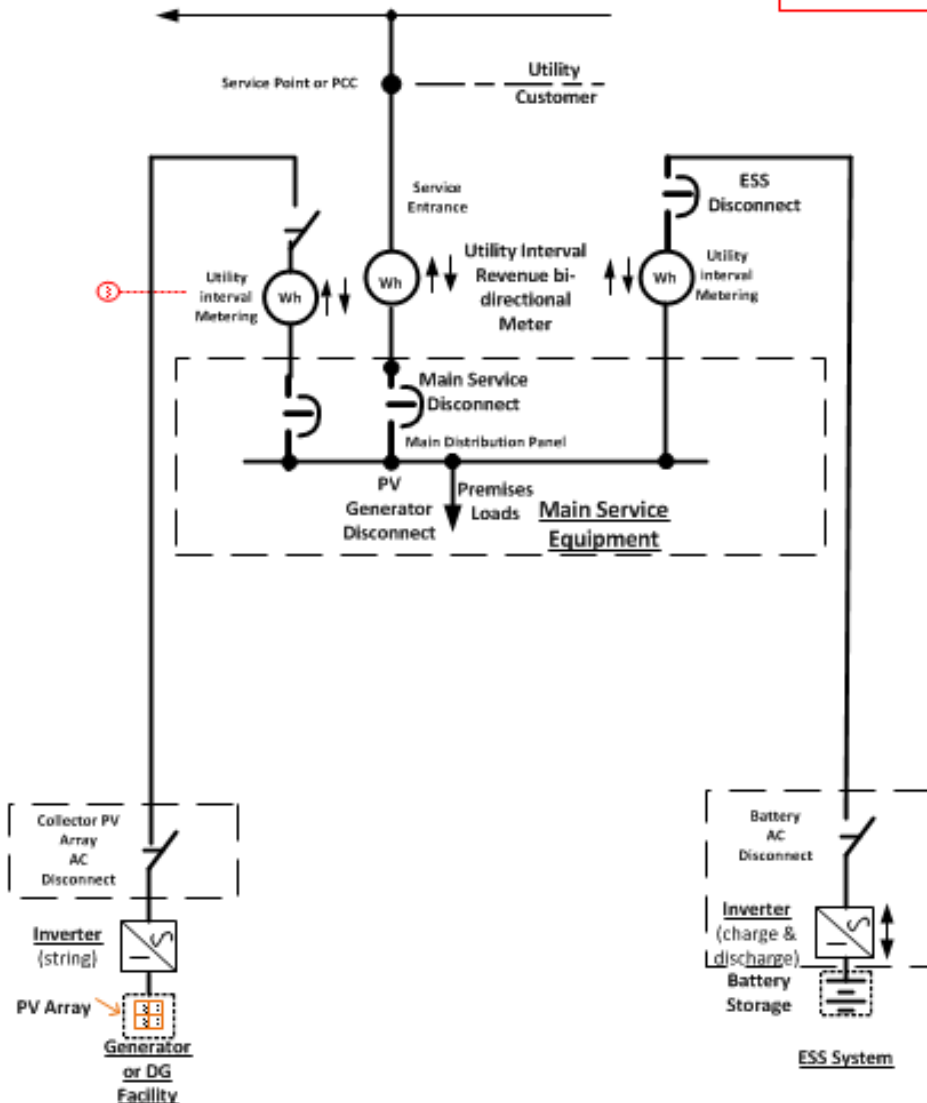 Service Point or PCC
Utility
Customer
Service
Entrance
ESS
Disconnect
Utility
interval
Metering
Wh
Wh
Utility Interval
Revenue bi-
directional
Meter
Wh
Utility
interval
Metering
Main Service
Disconnect
Main Distribution Panel
PV
Generator
Disconnect
Premises
Loads
Main Service
Equipment
Collector PV
Array
AC
Disconnect
Battery
AC
Disconnect
Inverter
(string)
Inverter
(charge &
discharge)
PV Array
Battery
Storage
Generator
or DG
Facility
ESS System